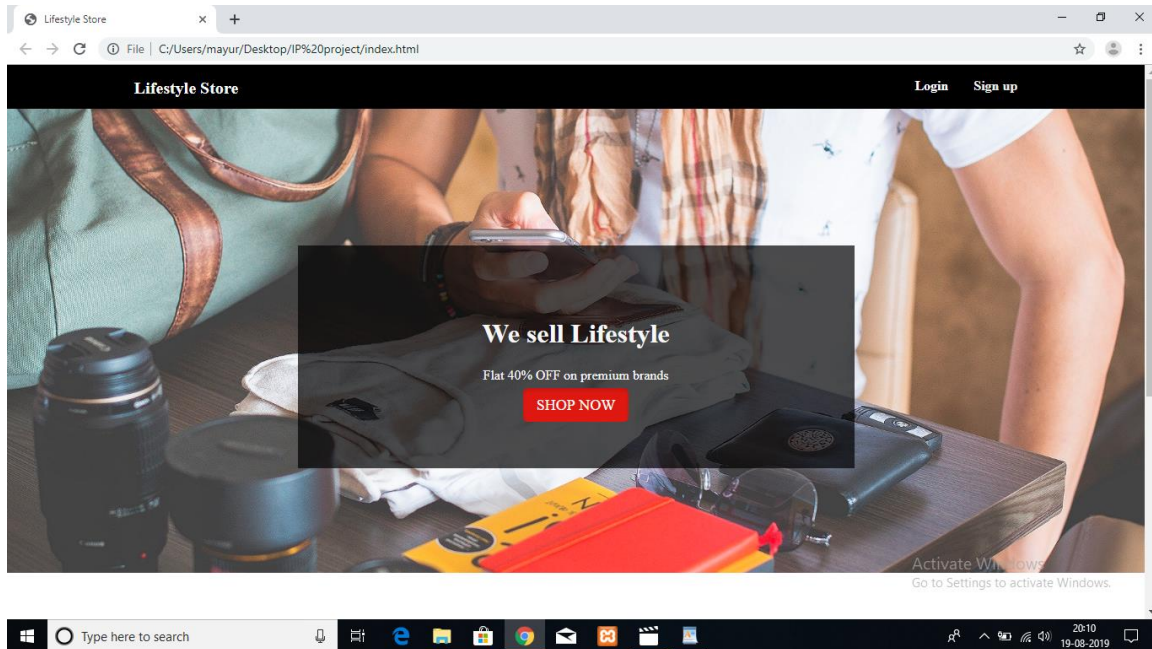 Lifestyle Store
File | C:/Users/mayur/Desktop/IP%20project/index.html
Lifestyle Store
Login Sign up
We sell Lifestyle
Flat 40% OFF on premium brands
SHOP NOW
Activate Windows
Go to Settings to activate Windows.
Type here to search
20:10
19-08-2019